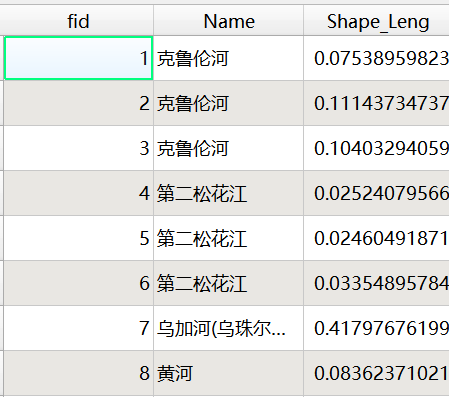 fid Name Shape_Leng
1 克鲁伦河 0.07538959823
2 克鲁伦河 0.11143734737
3 克鲁伦河 0.10403294059
4 第二松花江 0.02524079566
5 第二松花江 0.02460491871
6 第二松花江 0.03354895784
7 乌加河(乌珠尔... 0.41797676199
8 黄河 0.08362371021